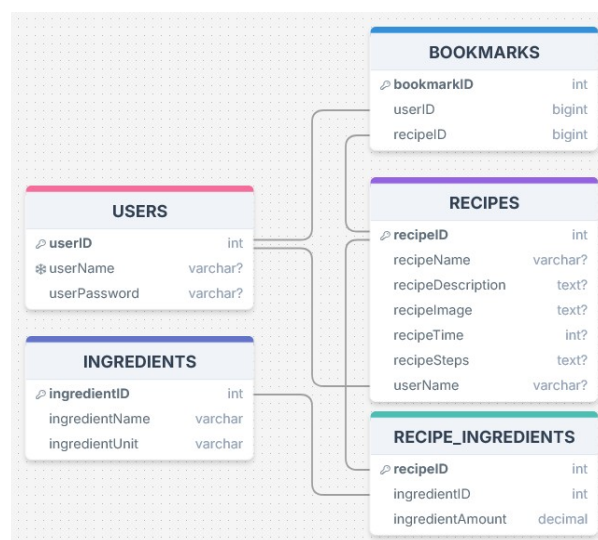 BOOKMARKS
bookmarkID int
userID bigint
recipeID bigint
USERS
userID int
userName varchar?
userPassword varchar?
RECIPES
recipeID int
recipeName varchar?
recipeDescription text?
recipeImage text?
recipeTime int?
recipeSteps text?
userName varchar?
INGREDIENTS
ingredientID int
ingredientName varchar
ingredientUnit varchar
RECIPE_INGREDIENTS
recipeID int
ingredientID int
ingredientAmount decimal